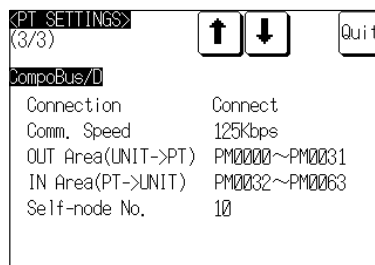 <PT SETTINGS>
(3/3) ↑ ↓ Quit
CompoBus/D
Connection Connect
Comm. Speed 125Kbps
OUT Area(UNIT->PT) PM0000~PM0031
IN Area(PT->UNIT) PM0032~PM0063
Self-node No. 10